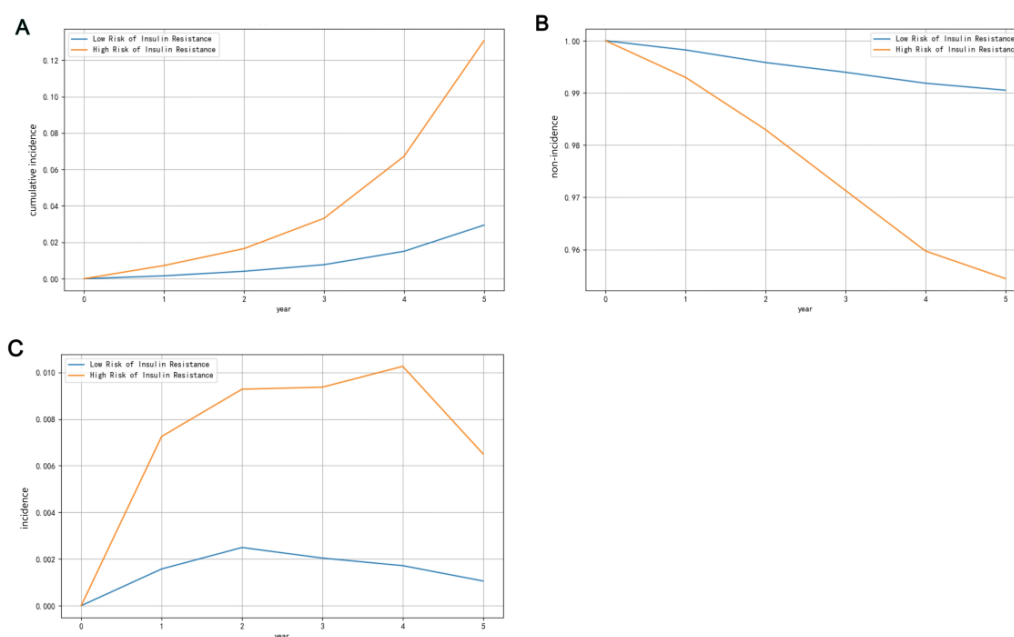 A
Low Risk of Insulin Resistance
High Risk of Insulin Resistance
cumulative incidence
0.12
0.10
0.08
0.06
0.04
0.02
0.00
0 1 2 3 4 5
year
B
Low Risk of Insulin Resistance
High Risk of Insulin Resistance
non-incidence
1.00
0.99
0.98
0.97
0.96
0 1 2 3 4 5
year
C
Low Risk of Insulin Resistance
High Risk of Insulin Resistance
incidence
0.010
0.008
0.006
0.004
0.002
0.000
0 1 2 3 4 5
year